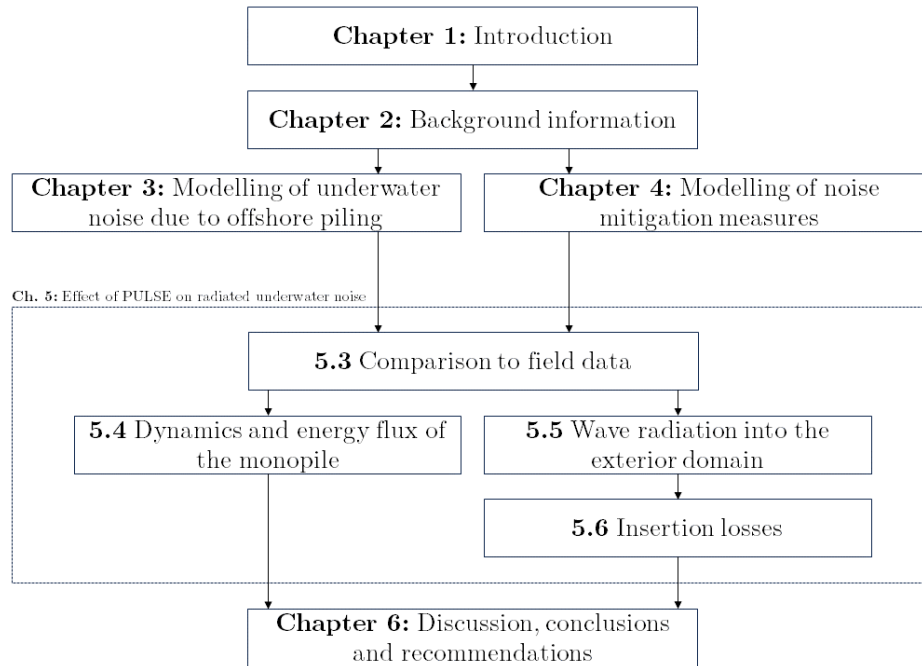 Chapter 1: Introduction
Chapter 2: Background information
Chapter 3: Modelling of underwater
noise due to offshore piling
Chapter 4: Modelling of noise
mitigation measures
Ch. 5: Effect of PULSE on radiated underwater noise
5.3 Comparison to field data
5.4 Dynamics and energy flux of
the monopile
5.5 Wave radiation into the
exterior domain
5.6 Insertion losses
Chapter 6: Discussion, conclusions
and recommendations